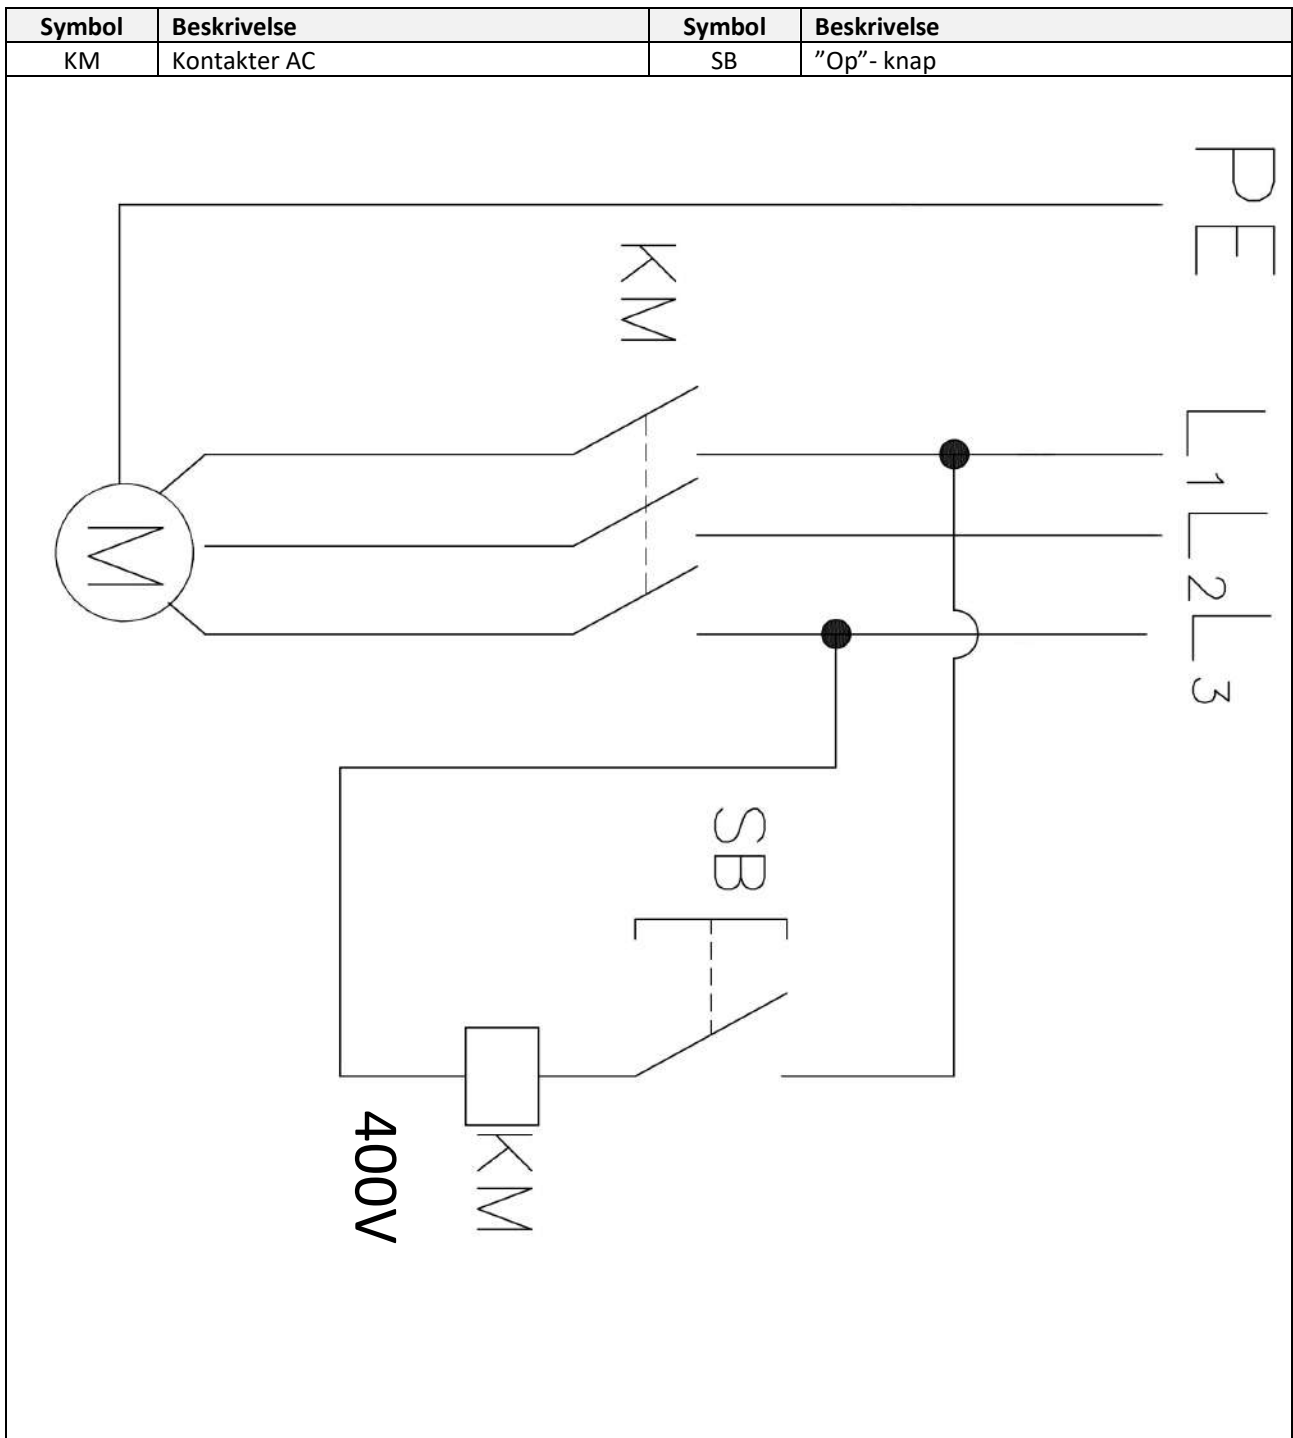 Symbol Beskrivelse Symbol Beskrivelse
KM Kontakter AC SB ”Op”- knap
PE
KM
L1
L2
L3
M
SB
KM
400V